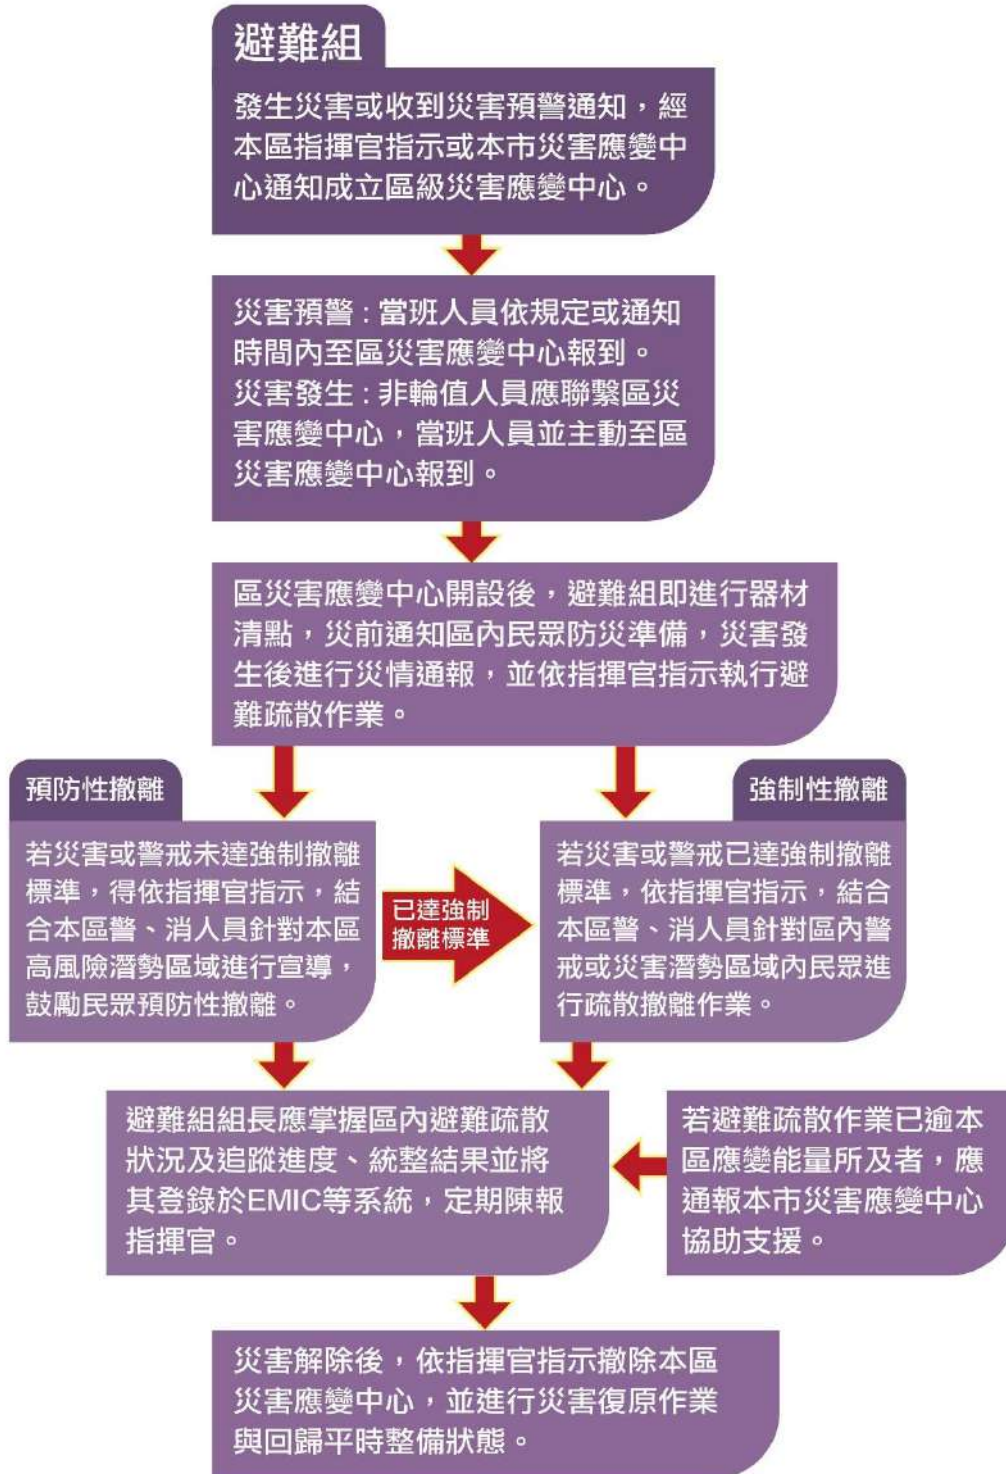 避難組
發生災害或收到災害預警通知，經
本區指揮官指示或本市災害應變中
心通知成立區級災害應變中心。
災害預警：當班人員依規定或通知
時間內至區災害應變中心報到。
災害發生：非輪值人員應聯繫區災
害應變中心，當班人員並主動至區
災害應變中心報到。
區災害應變中心開設後，避難組即進行器材
清點，災前通知區內民眾防災準備，災害發
生後進行災情通報，並依指揮官指示執行避
難疏散作業。
預防性撤離
若災害或警戒未達強制撤離
標準，得依指揮官指示，結
合本區警、消人員針對本區
高風險潛勢區域進行宣導，
鼓勵民眾預防性撤離。
已達強制
撤離標準
強制性撤離
若災害或警戒已達強制撤離
標準，依指揮官指示，結合
本區警、消人員針對區內警
戒或災害潛勢區域內民眾進
行疏散撤離作業。
避難組組長應掌握區內避難疏散
狀況及追蹤進度、統整結果並將
其登錄於EMIC等系統，定期陳報
指揮官。
若避難疏散作業已逾本
區應變能量所及者，應
通報本市災害應變中心
協助支援。
災害解除後，依指揮官指示撤除本區
災害應變中心，並進行災害復原作業
與回歸平時整備狀態。